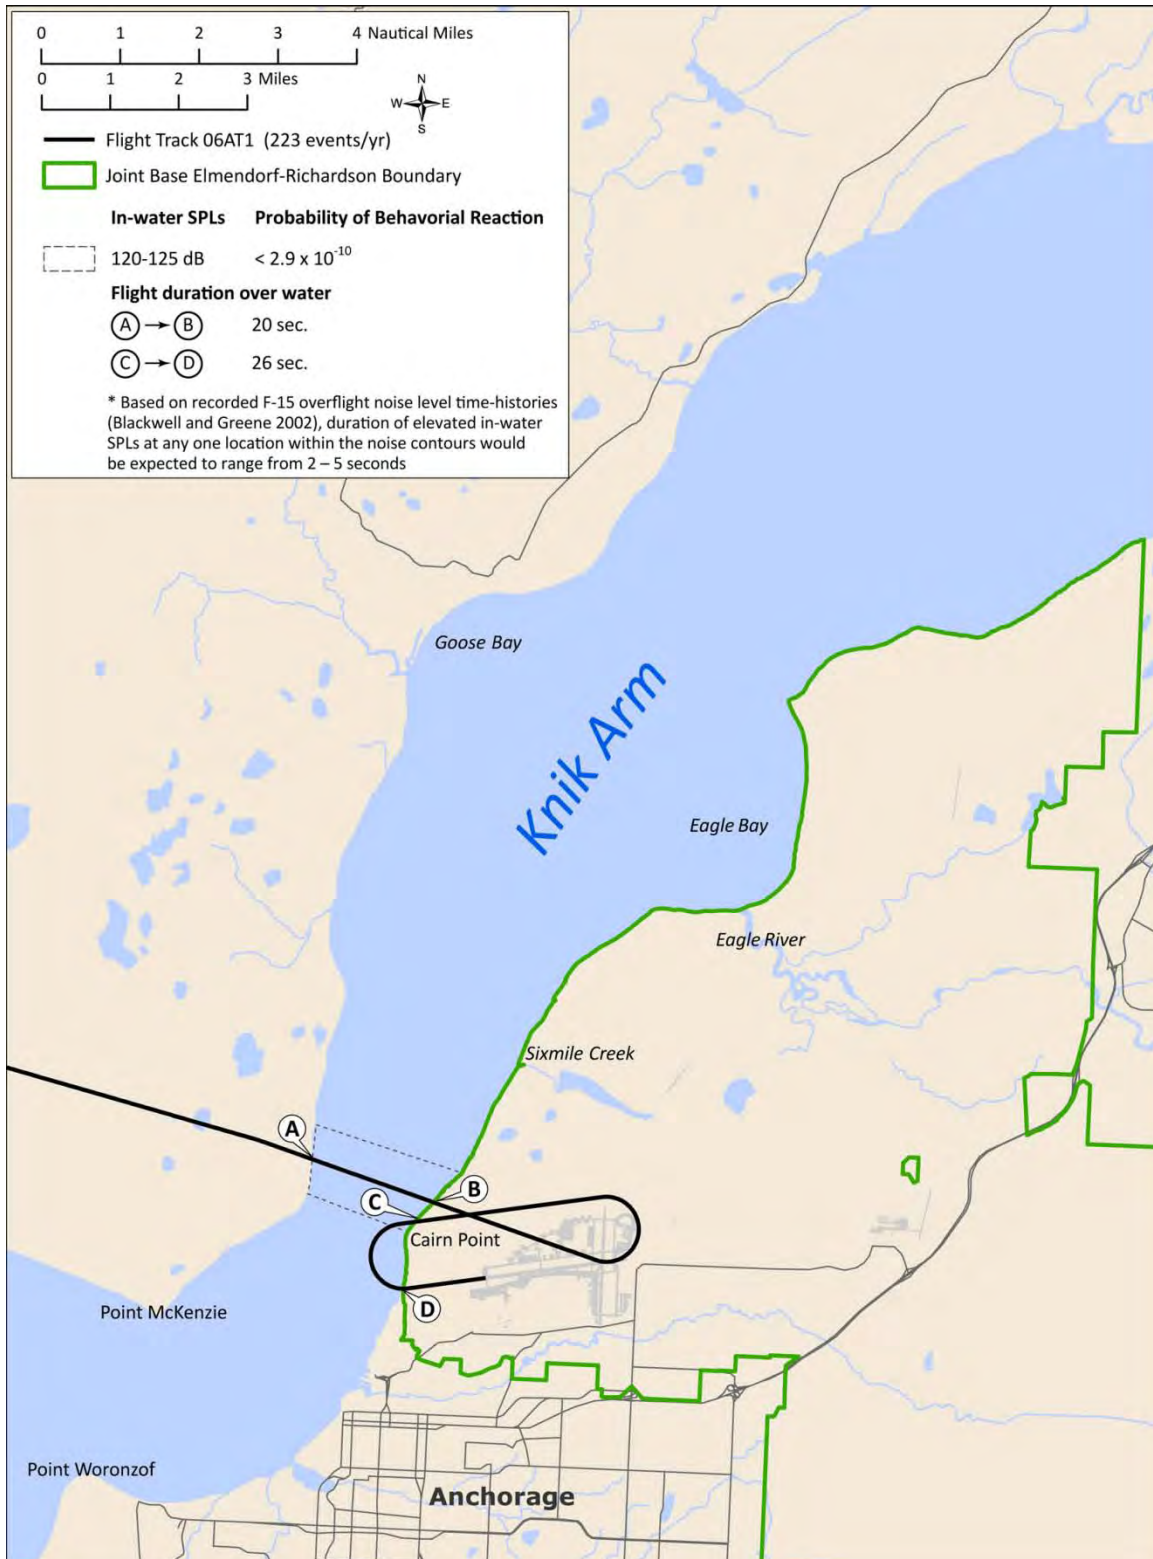 0 1 2 3 4 Nautical Miles
0 1 2 3 Miles
N
W E
S
Flight Track 06AT1 (223 events/yr)
Joint Base Elmendorf-Richardson Boundary
In-water SPLs Probability of Behavorial Reaction
120-125 dB < 2.9 x 10⁻¹⁰
Flight duration over water
A → B 20 sec.
C → D 26 sec.
* Based on recorded F-15 overflight noise level time-histories
(Blackwell and Greene 2002), duration of elevated in-water
SPLs at any one location within the noise contours would
be expected to range from 2 – 5 seconds
Goose Bay
Knik Arm
Eagle Bay
Eagle River
Sixmile Creek
A
B
C
Cairn Point
D
Point McKenzie
Point Woronzof
Anchorage